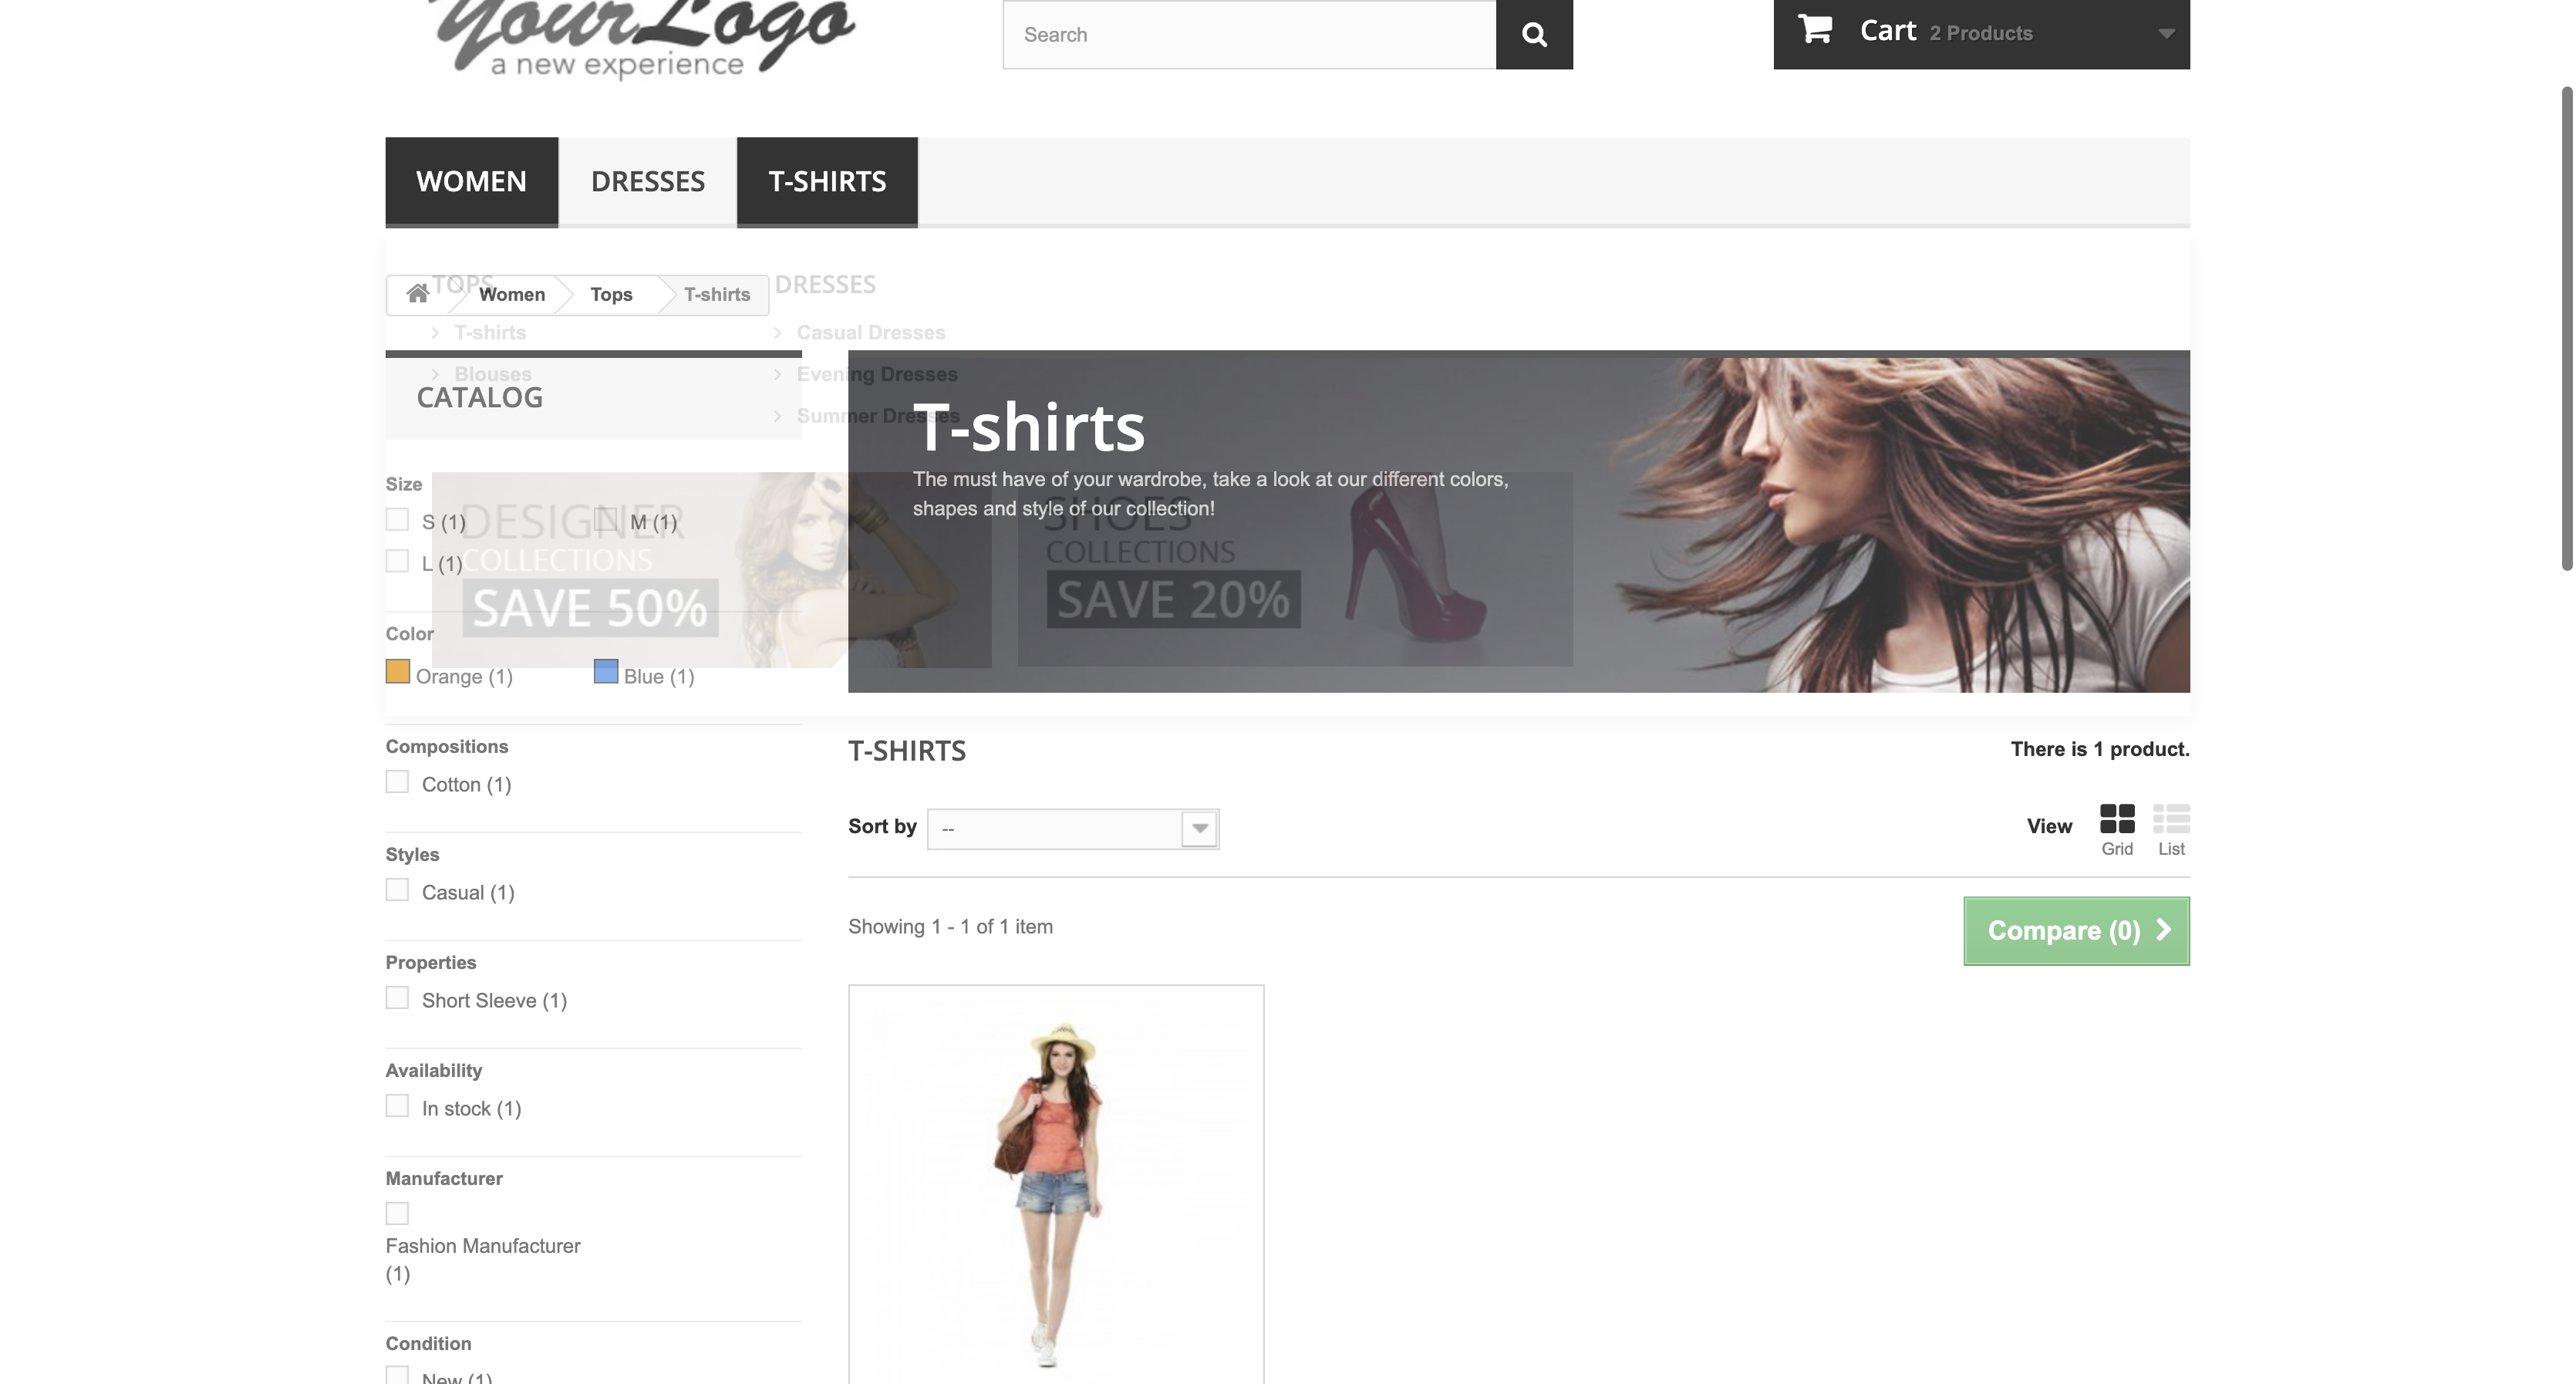 YourLogo
a new experience
Search
Cart 2 Products
WOMEN
DRESSES
T-SHIRTS
TOPS
DRESSES
Women
Tops
T-shirts
T-shirts
Casual Dresses
Blouses
Evening Dresses
Summer Dresses
CATALOG
T-shirts
The must have of your wardrobe, take a look at our different colors,
shapes and style of our collection!
Size
S (1)
M (1)
L (1)
DESIGNER
COLLECTIONS
SAVE 50%
SHOES
COLLECTIONS
SAVE 20%
Color
Orange (1)
Blue (1)
Compositions
Cotton (1)
Styles
Casual (1)
Properties
Short Sleeve (1)
Availability
In stock (1)
Manufacturer
Fashion Manufacturer
(1)
Condition
New (1)
T-SHIRTS
There is 1 product.
Sort by
--
View
Grid
List
Showing 1 - 1 of 1 item
Compare (0)